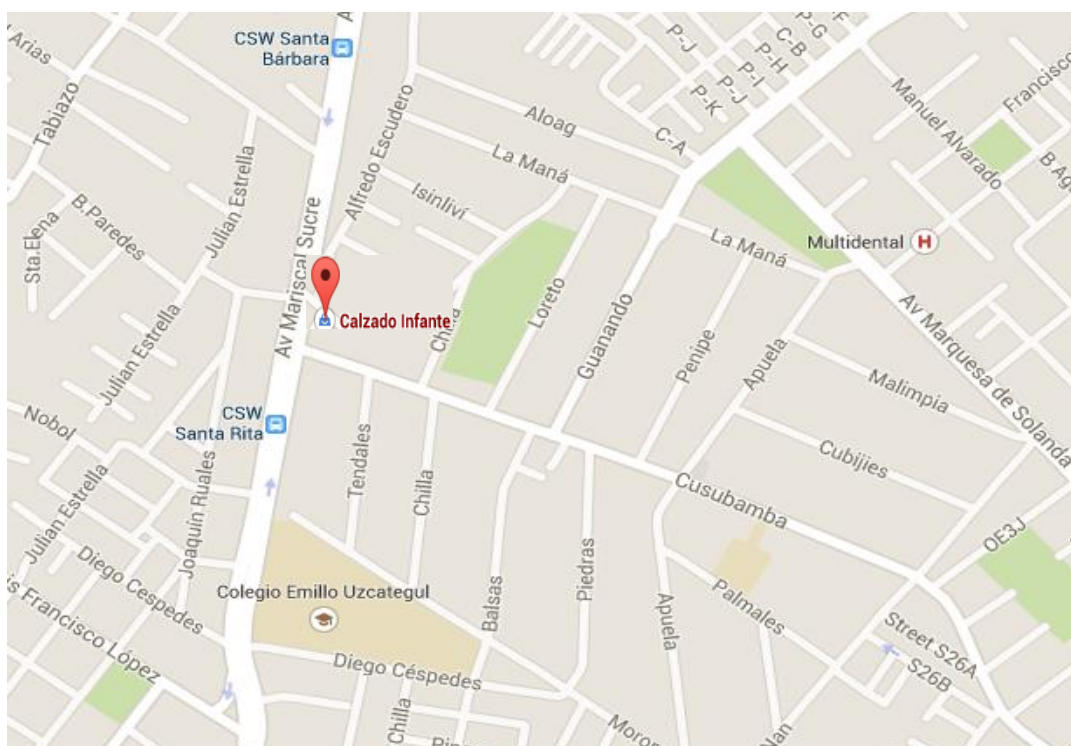 CSW Santa
Bárbara
Arias
Tabiazo
Julian Estrella
Alfredo Escudero
Aloag
La Maná
C-A
P-J
P-K
P-J
P-I
P-H
C-B
P-G
Manuel Alvarado
Francisco
B.Paredes
Sta.Elena
Av Mariscal Sucre
Isinliví
La Maná
Multidental
H
Calzado Infante
Loreto
Guanando
Penipe
Apuela
Av Marquesa de Solanda
Malimpia
Julian Estrella
Nobol
CSW
Santa Rita
Tendales
Chilla
Cubijies
Cusubamba
Julian Estrella
Joaquín Ruales
Diego Cespedes
Francisco López
Colegio Emillo Uzcategul
Balsas
Piedras
Apuela
Palmales
OE3J
Street S26A
S26B
Diego Céspedes
Chilla